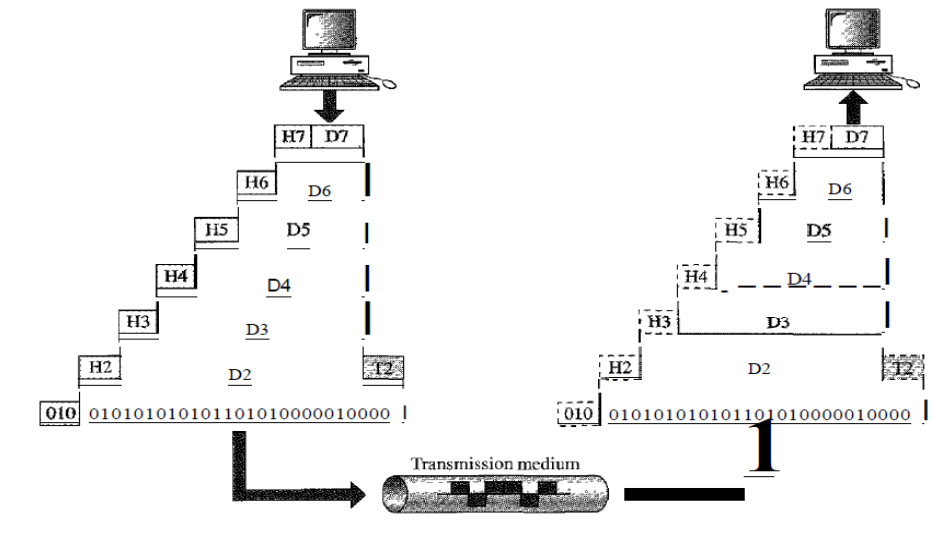 H7 D7
H6 D6
H5 D5
H4 D4
H3 D3
H2 D2 T2
010 010101010101101010000010000
H7 D7
H6 D6
H5 D5
H4 D4
H3 D3
H2 D2 T2
010 010101010101101010000010000
1
Transmission medium